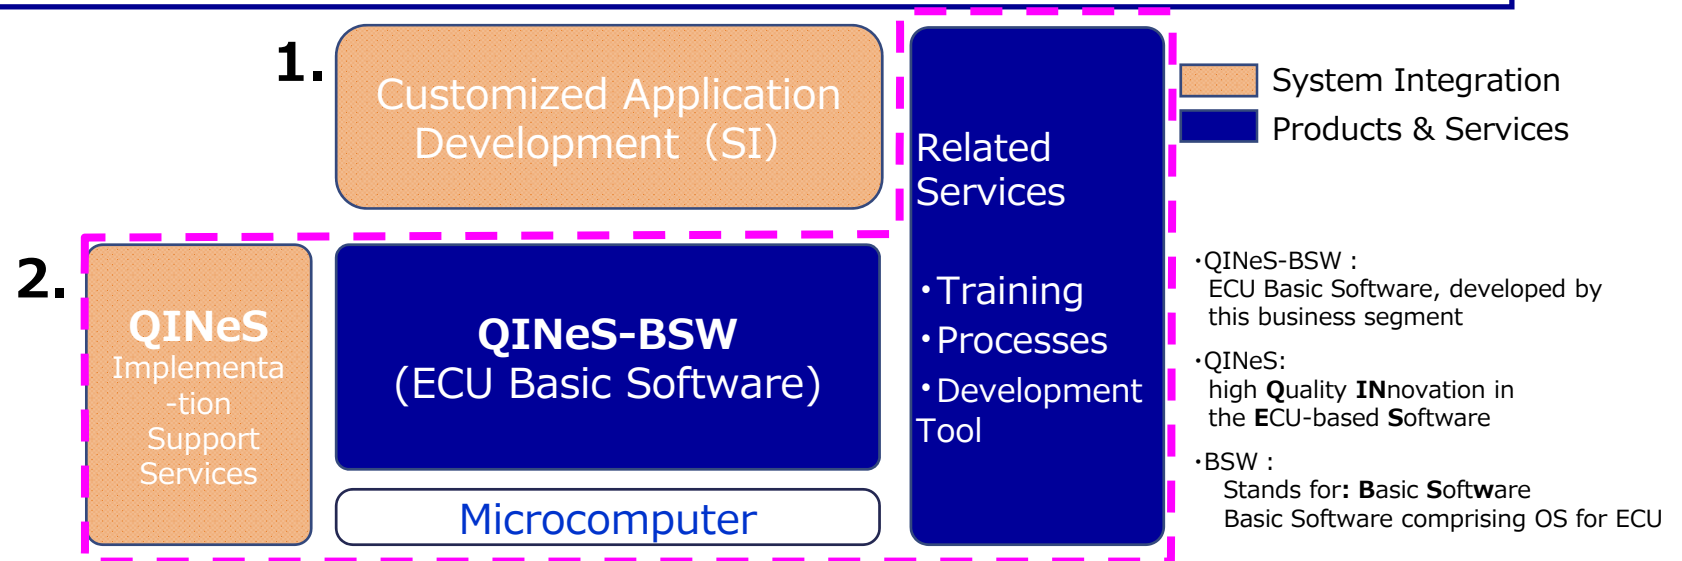 1.
Customized Application
Development（SI）
2.
QINeS
Implementa
-tion
Support
Services
QINeS-BSW
(ECU Basic Software)
Microcomputer
Related
Services
・Training
・Processes
・Development
Tool
System Integration
Products & Services
・QINeS-BSW :
ECU Basic Software, developed by
this business segment
・QINeS:
high Quality INnovation in
the ECU-based Software
・BSW :
Stands for: Basic Software
Basic Software comprising OS for ECU